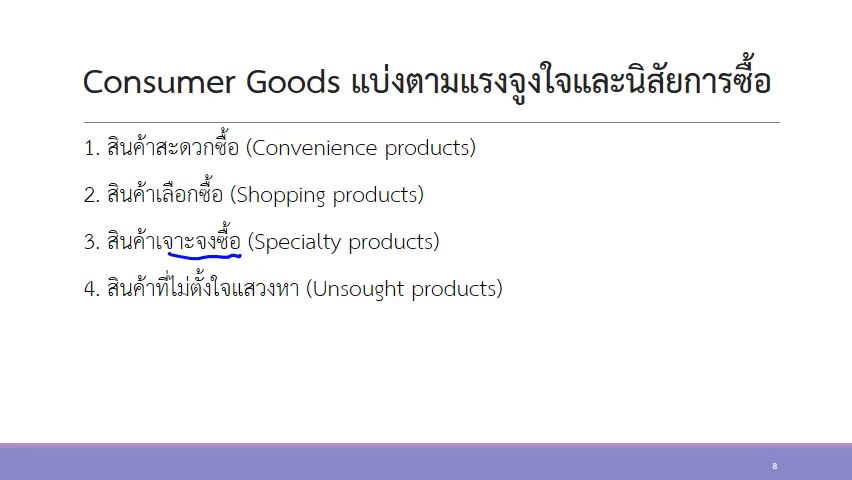 Consumer Goods แบ่งตามแรงจูงใจและนิสัยการซื้อ
1. สินค้าสะดวกซื้อ (Convenience products)
2. สินค้าเลือกซื้อ (Shopping products)
3. สินค้าเจาะจงซื้อ (Specialty products)
4. สินค้าที่ไม่ตั้งใจแสวงหา (Unsought products)
8